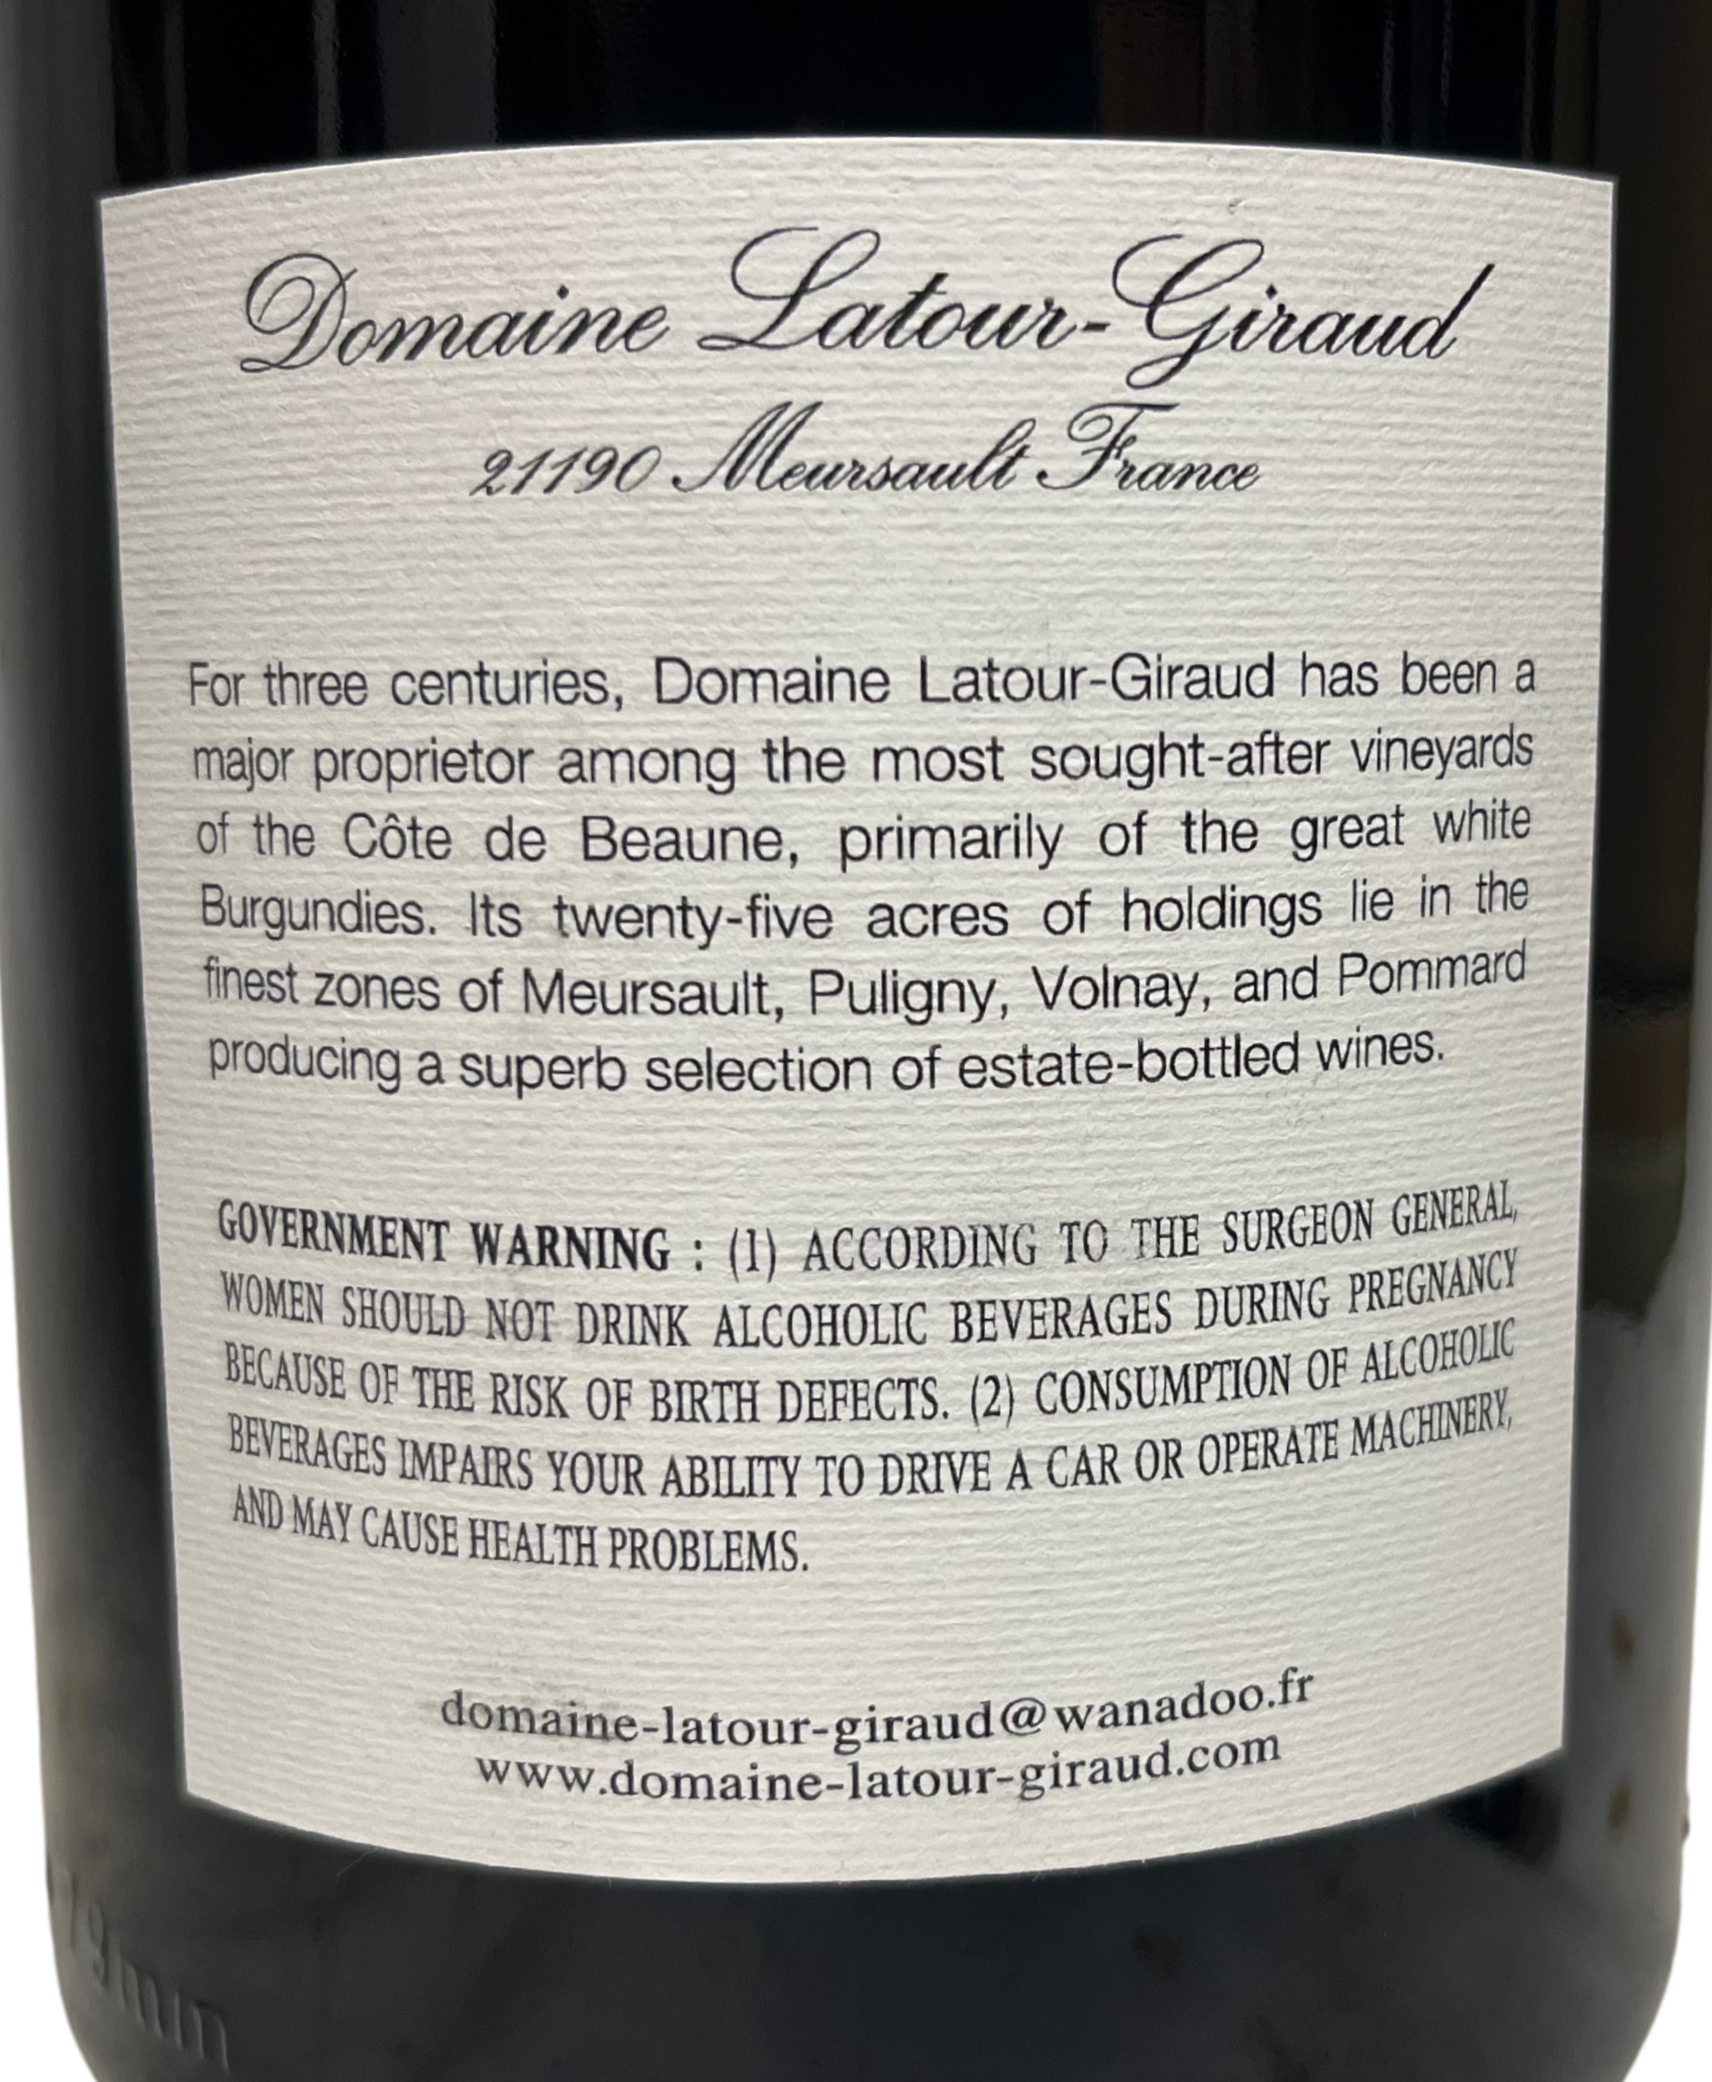 Domaine Latour-Giraud
21190 Meursault France
For three centuries, Domaine Latour-Giraud has been a
major proprietor among the most sought-after vineyards
of the Côte de Beaune, primarily of the great white
Burgundies. Its twenty-five acres of holdings lie in the
finest zones of Meursault, Puligny, Volnay, and Pommard
producing a superb selection of estate-bottled wines.
GOVERNMENT WARNING : (1) ACCORDING TO THE SURGEON GENERAL,
WOMEN SHOULD NOT DRINK ALCOHOLIC BEVERAGES DURING PREGNANCY
BECAUSE OF THE RISK OF BIRTH DEFECTS. (2) CONSUMPTION OF ALCOHOLIC
BEVERAGES IMPAIRS YOUR ABILITY TO DRIVE A CAR OR OPERATE MACHINERY,
AND MAY CAUSE HEALTH PROBLEMS.
domaine-latour-giraud@wanadoo.fr
www.domaine-latour-giraud.com